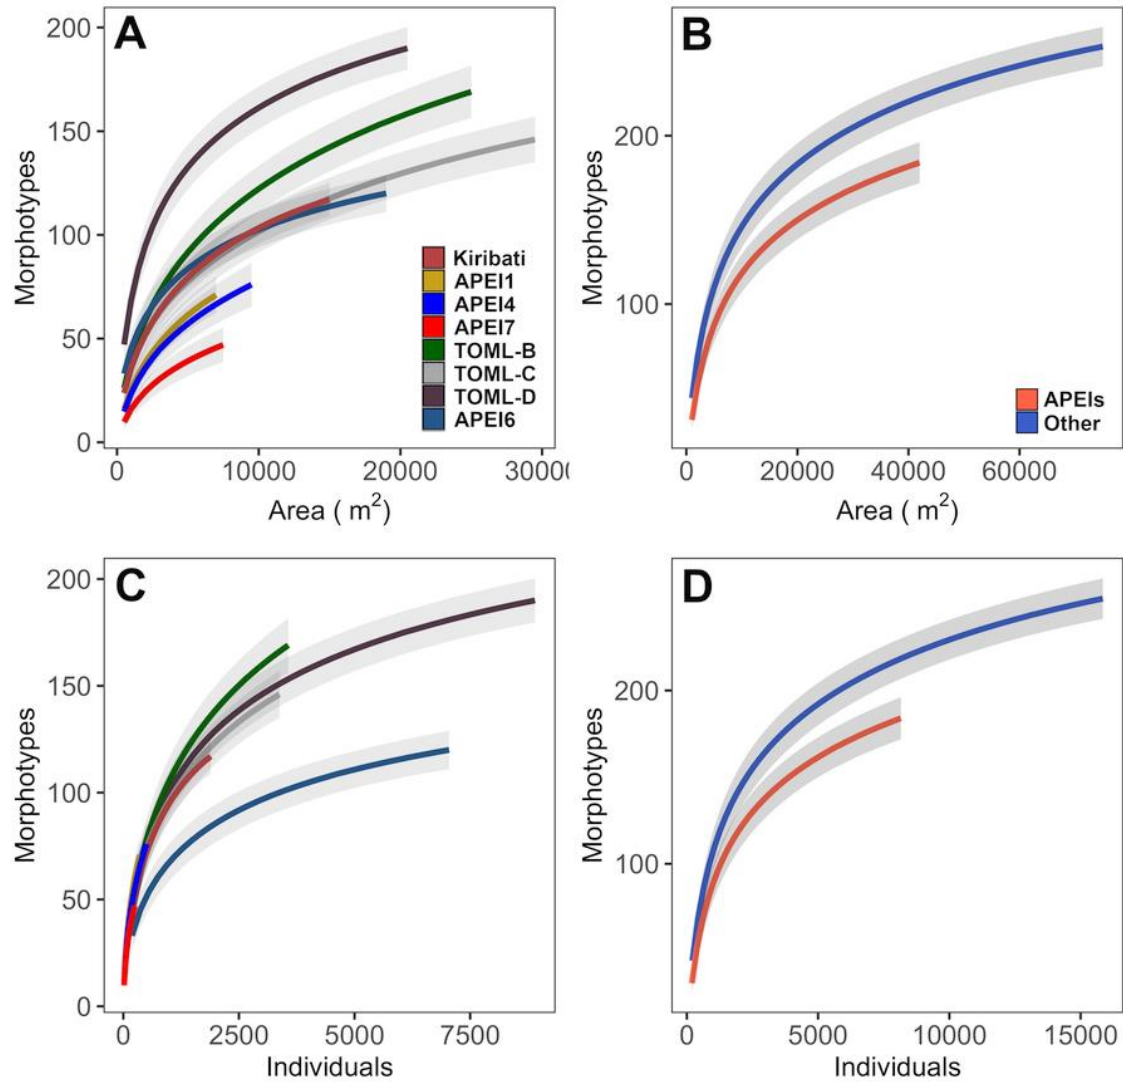 A
200
150
100
50
0
Morphotypes
Kiribati
APEI1
APEI4
APEI7
TOML-B
TOML-C
TOML-D
APEI6
0 10000 20000 30000
Area ( m²)
B
200
100
Morphotypes
APEIs
Other
0 20000 40000 60000
Area ( m²)
C
200
150
100
50
0
Morphotypes
0 2500 5000 7500
Individuals
D
200
100
Morphotypes
0 5000 10000 15000
Individuals